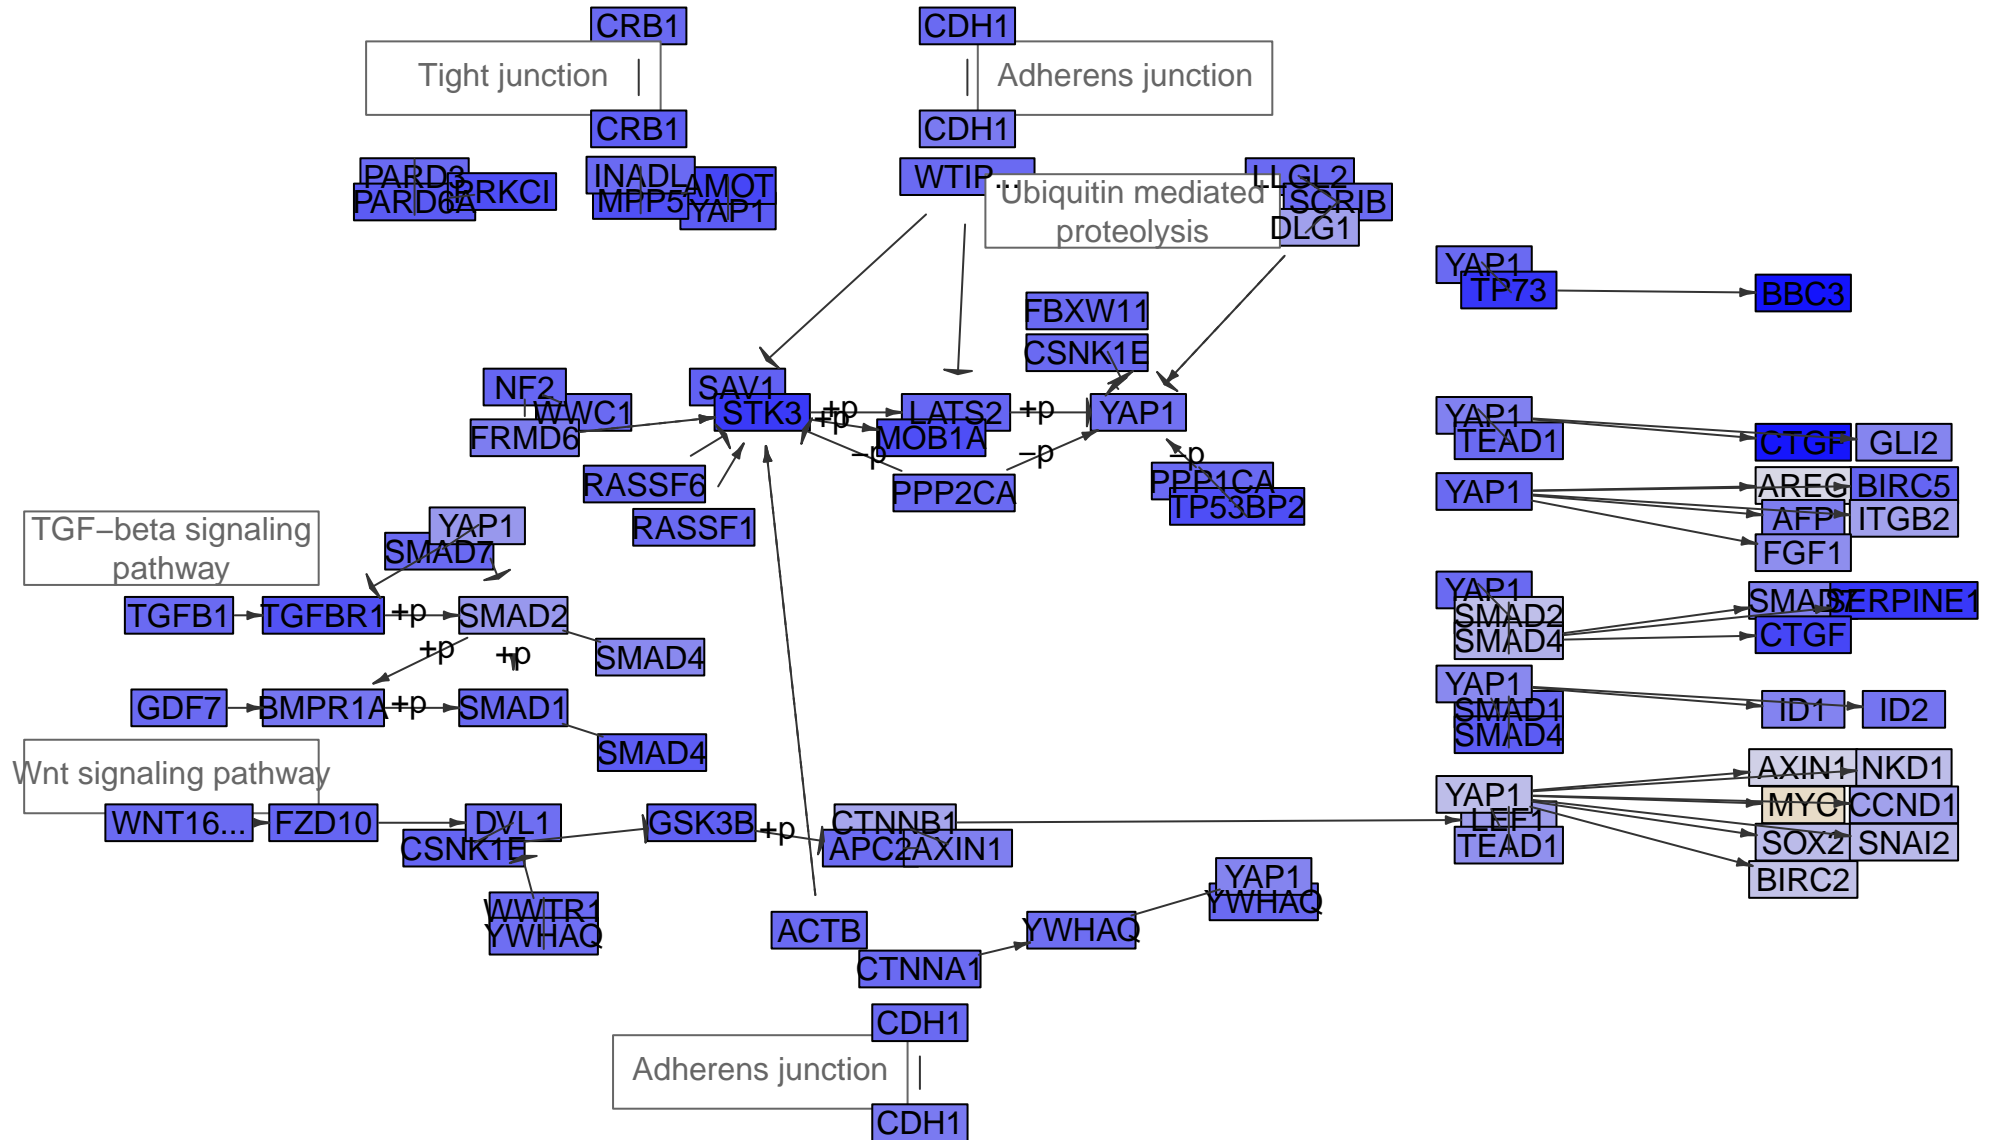 CRB1
CDH1
Tight junction
Adherens junction
CRB1
CDH1
PARD3
PARD6A
PRKCI
INADL
MPP5
AMOT
YAP1
WTIP...
Ubiquitin mediated
proteolysis
LLGL2
SCRIB
DLG1
YAP1
TP73
BBC3
FBXW11
CSNK1E
NF2
WWC1
FRMD6
SAV1
STK3
+p
+p
LATS2
MOB1A
+p
YAP1
−p
−p
−p
RASSF6
RASSF1
PPP2CA
PPP1CA
TP53BP2
YAP1
TEAD1
CTGF
GLI2
YAP1
AREG
BIRC5
AFP
ITGB2
FGF1
TGF−beta signaling
pathway
YAP1
SMAD7
TGFB1
TGFBR1
+p
SMAD2
+p
+p
SMAD4
YAP1
SMAD2
SMAD4
SMAD7
SERPINE1
CTGF
GDF7
BMPR1A
+p
SMAD1
SMAD4
YAP1
SMAD1
SMAD4
ID1
ID2
Wnt signaling pathway
WNT16...
FZD10
DVL1
CSNK1E
GSK3B
+p
CTNNB1
APC2
AXIN1
YAP1
LEF1
TEAD1
AXIN1
NKD1
MYC
CCND1
SOX2
SNAI2
BIRC2
WWTR1
YWHAQ
ACTB
CTNNA1
YWHAQ
YAP1
YWHAQ
CDH1
Adherens junction
CDH1